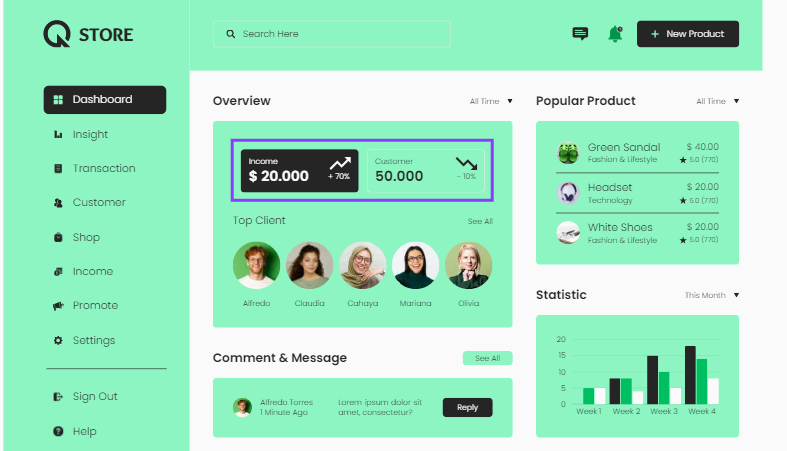 STORE
Search Here
+ New Product
Dashboard
Insight
Transaction
Customer
Shop
Income
Promote
Settings
Sign Out
Help
Overview
All Time
Income
$ 20.000
+ 70%
Customer
50.000
- 10%
Top Client
See All
Alfredo
Claudia
Cahaya
Mariana
Olivia
Comment & Message
See All
Alfredo Torres
1 Minute Ago
Lorem ipsum dolor sit
amet, consectetur?
Reply
Popular Product
All Time
Green Sandal
$ 40.00
Fashion & Lifestyle
★ 5.0 (770)
Headset
$ 20.00
Technology
★ 5.0 (770)
White Shoes
$ 20.00
Fashion & Lifestyle
★ 5.0 (770)
Statistic
This Month
20
15
10
5
0
Week 1 Week 2 Week 3 Week 4